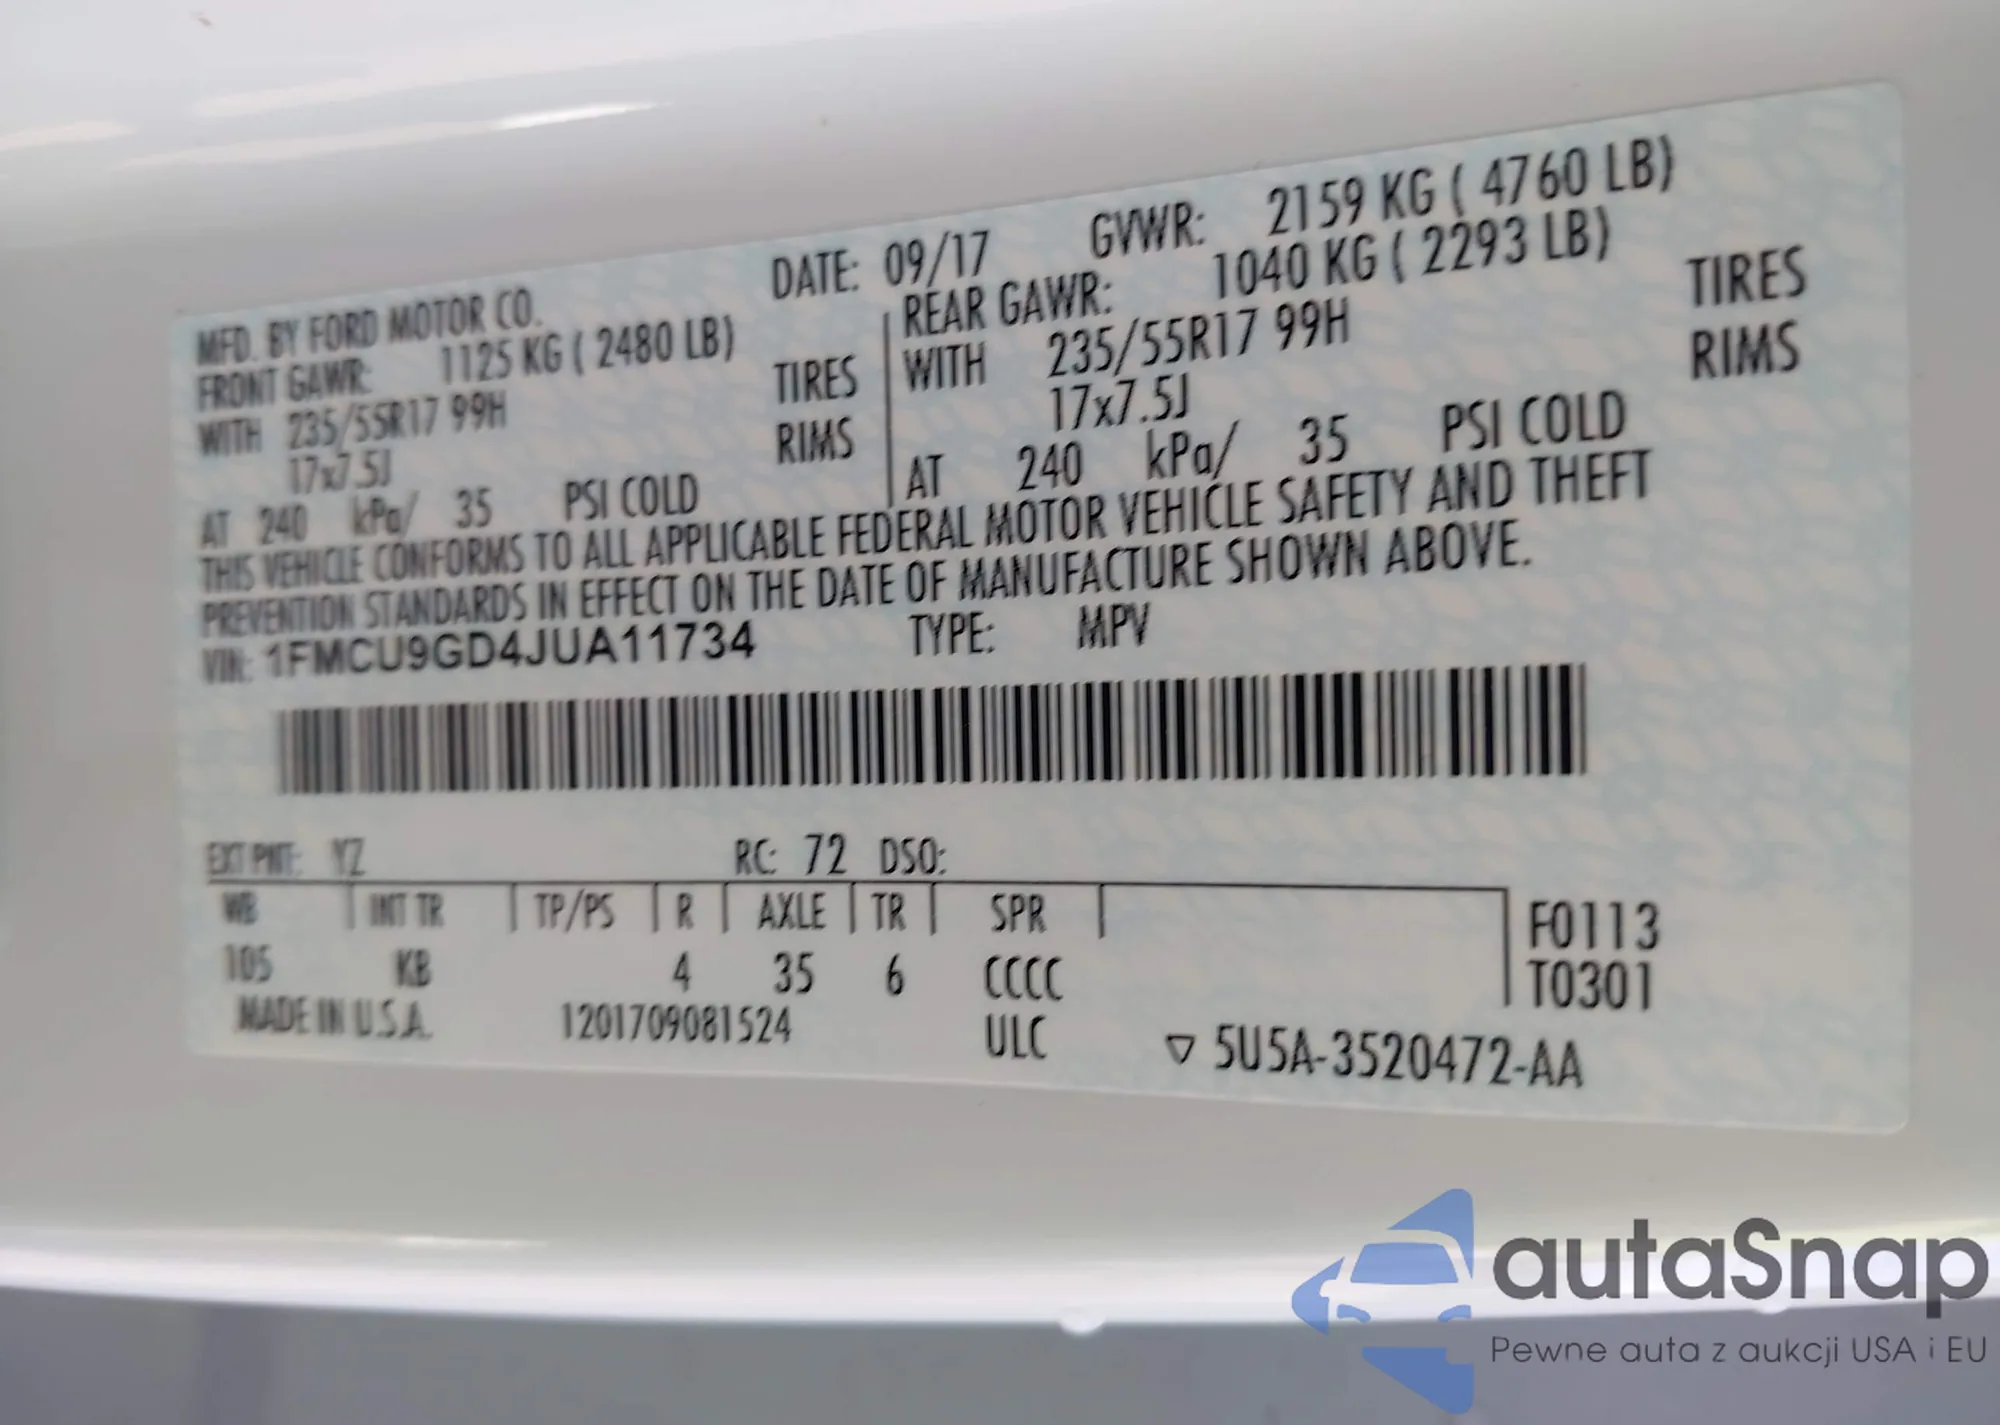 DATE: 09/17 GVWR: 2159 KG ( 4760 LB)
MFD. BY FORD MOTOR CO.
FRONT GAWR: 1125 KG ( 2480 LB)
WITH 235/55R17 99H TIRES
17x7.5J RIMS
AT 240 kPa/ 35 PSI COLD
REAR GAWR: 1040 KG ( 2293 LB)
WITH 235/55R17 99H TIRES
17x7.5J RIMS
AT 240 kPa/ 35 PSI COLD
THIS VEHICLE CONFORMS TO ALL APPLICABLE FEDERAL MOTOR VEHICLE SAFETY AND THEFT
PREVENTION STANDARDS IN EFFECT ON THE DATE OF MANUFACTURE SHOWN ABOVE.
VIN: 1FMCU9GD4JUA11734 TYPE: MPV
EXT PNT: YZ RC: 72 DSO:
WB INT TR TP/PS R AXLE TR SPR
105 KB 4 35 6 CCCC
F0113
T0301
MADE IN U.S.A. 1201709081524 ULC ▽ 5U5A-3520472-AA
autaSnap
Pewne auta z aukcji USA i EU